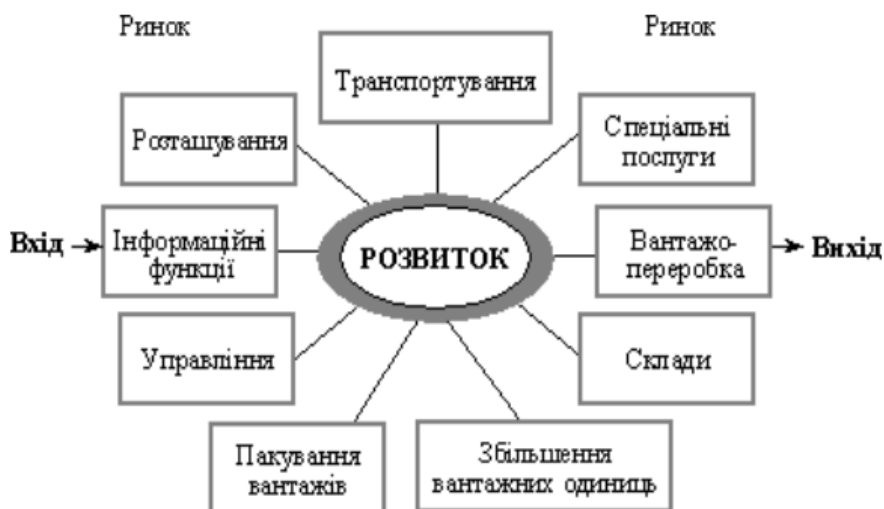 Ринок
Ринок
Транспортування
Розташування
Спеціальні
послуги
Вхід
Інформаційні
функції
РОЗВИТОК
Вантажо-
переробка
Вихід
Управління
Склади
Пакування
вантажів
Збільшення
вантажних одиниць